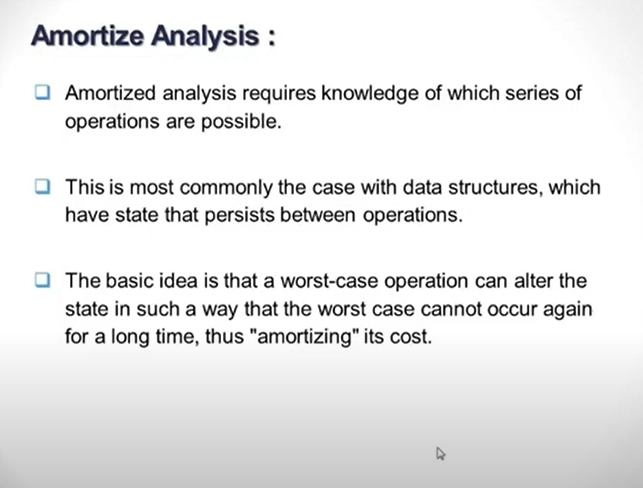 Amortize Analysis :
Amortized analysis requires knowledge of which series of
operations are possible.
This is most commonly the case with data structures, which
have state that persists between operations.
The basic idea is that a worst-case operation can alter the
state in such a way that the worst case cannot occur again
for a long time, thus "amortizing" its cost.